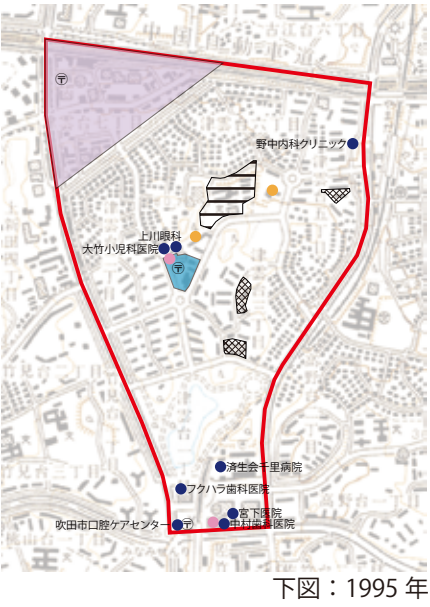 〒
野中内科クリニック
上川眼科
大竹小児科医院
〒
済生会千里病院
フクハラ歯科医院
宮下医院
吹田市口腔ケアセンター
〒
中村歯科医院
下図：1995 年